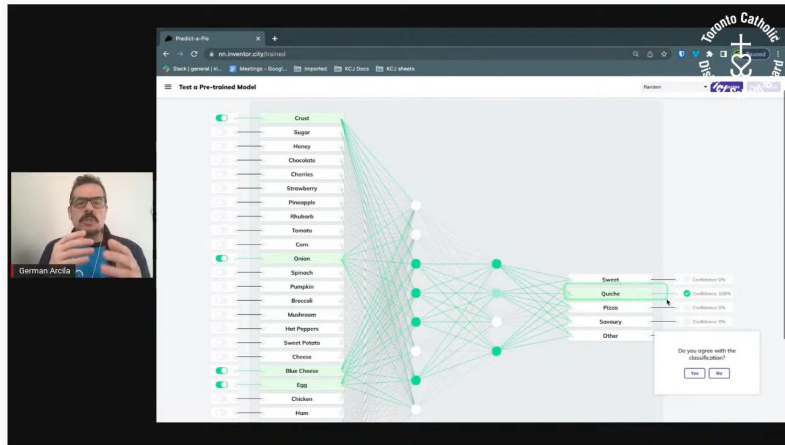 Predict-a-Pie
nn.inventor.city/trained
Paused
Slack | general | ki...
Meetings - Googl...
Imported
KCJ Docs
KCJ sheets
Test a Pre-trained Model
Random
Toronto Catholic
Crust
Sugar
Honey
Chocolate
Cherries
Strawberry
Pineapple
Rhubarb
Tomato
Corn
Onion
Spinach
Pumpkin
Broccoli
Mushroom
Hot Peppers
Sweet Potato
Cheese
Blue Cheese
Egg
Chicken
Ham
Sweet
Confidence: 0%
Quiche
Confidence: 100%
Pizza
Confidence: 0%
Savoury
Confidence: 0%
Other
Do you agree with the
classification?
Yes
No
German Arcila